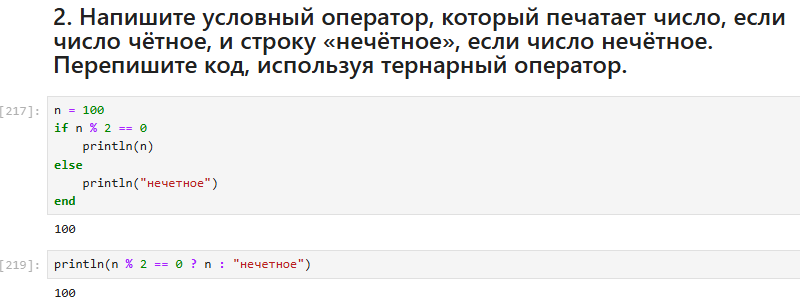 2. Напишите условный оператор, который печатает число, если
число чётное, и строку «нечётное», если число нечётное.
Перепишите код, используя тернарный оператор.
[217]: n = 100
if n % 2 == 0
    println(n)
else
    println("нечетное")
end
100
[219]: println(n % 2 == 0 ? n : "нечетное")
100